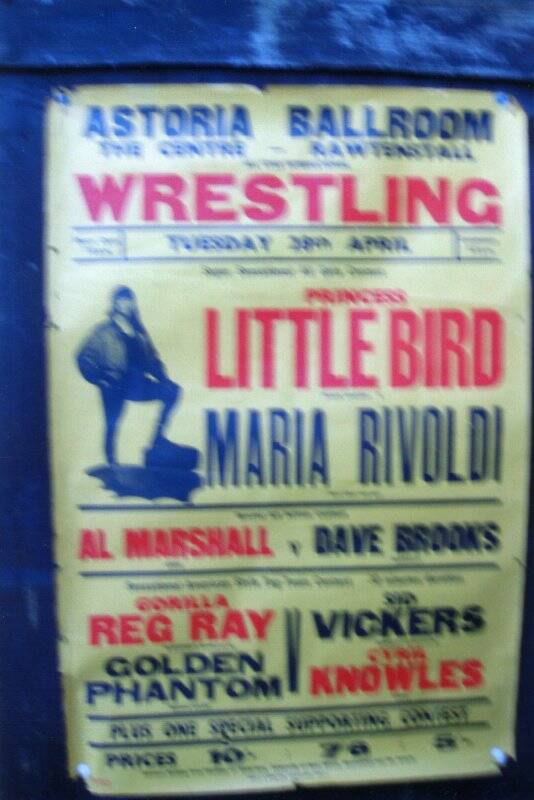 ASTORIA BALLROOM
THE CENTRE - RAWTENSTALL
WRESTLING
TUESDAY 28th APRIL
PRINCESS
LITTLE BIRD
MARIA RIVOLDI
AL MARSHALL v DAVE BROOKS
GORILLA
REG RAY
GOLDEN
PHANTOM
V
SID
VICKERS
CYRIL
KNOWLES
PLUS ONE SPECIAL SUPPORTING CONTEST
PRICES 10/- 7/6 5/-